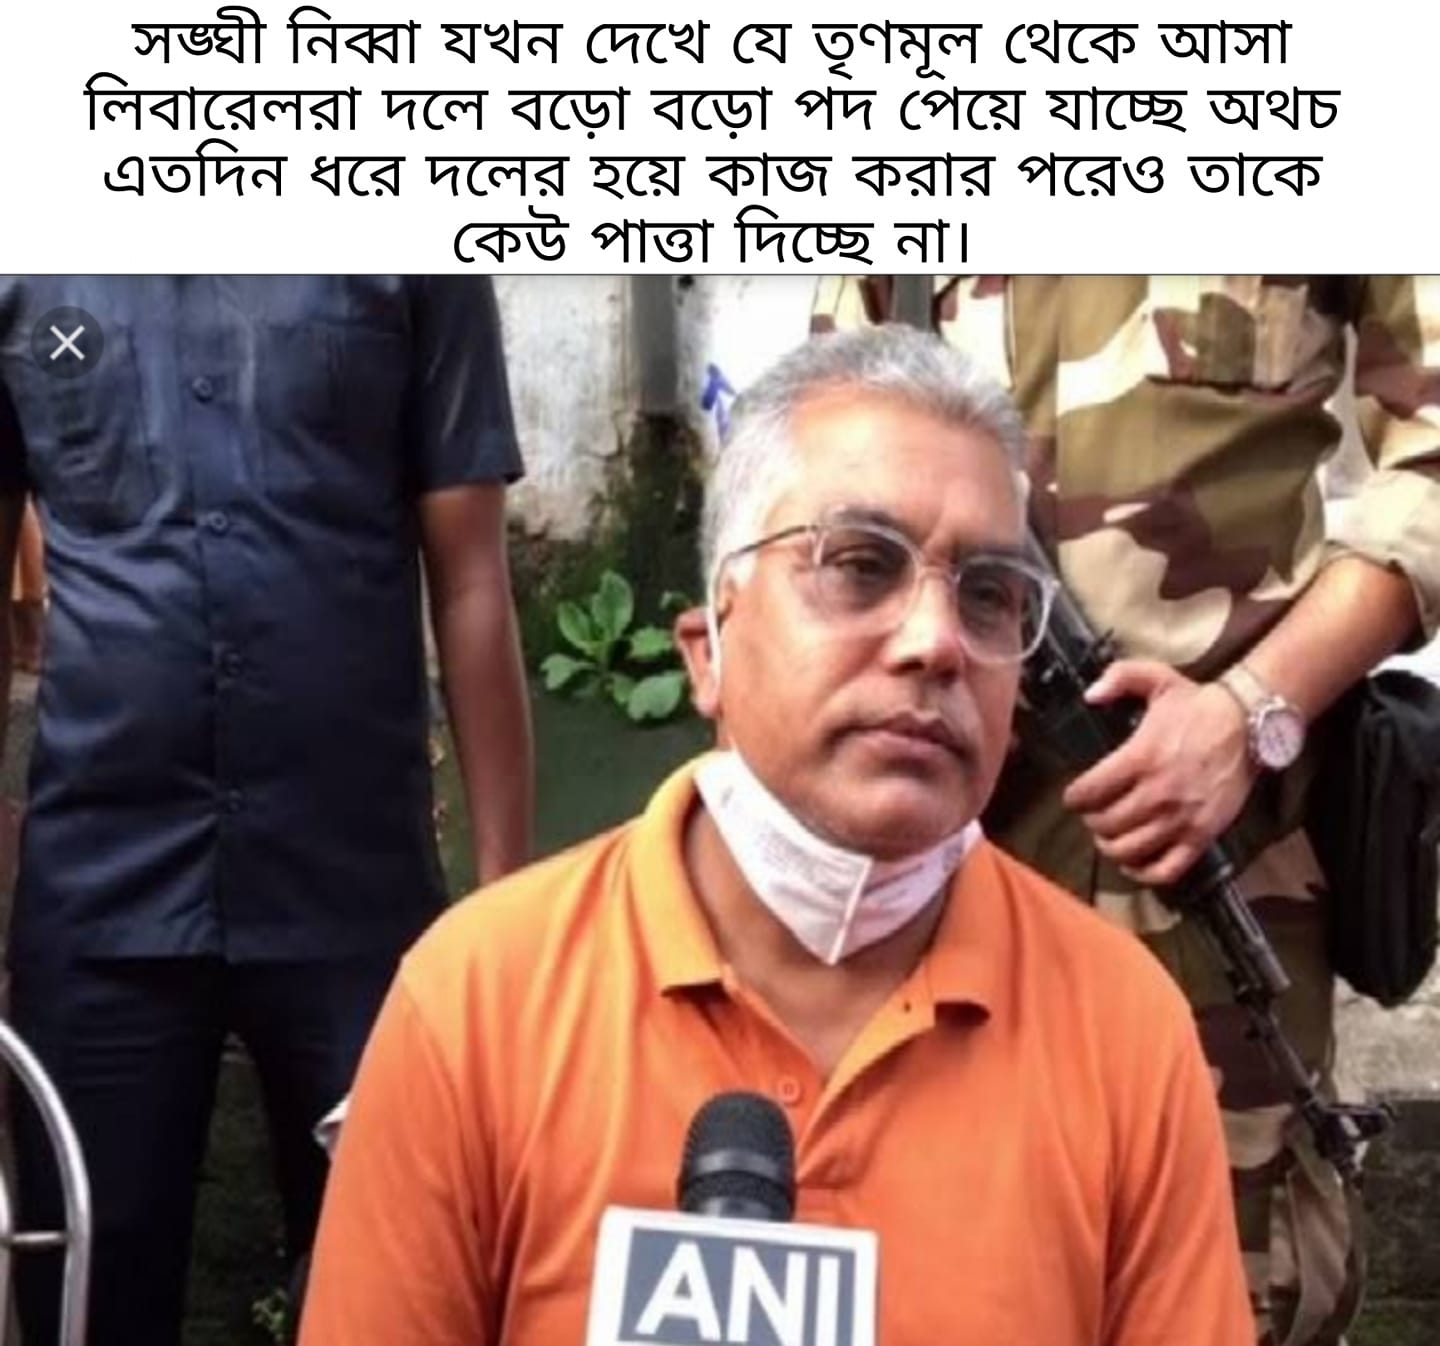 সঙ্ঘী নিব্বা যখন দেখে যে তৃণমূল থেকে আসা
লিবারেলরা দলে বড়ো বড়ো পদ পেয়ে যাচ্ছে অথচ
এতদিন ধরে দলের হয়ে কাজ করার পরেও তাকে
কেউ পাত্তা দিচ্ছে না।
ANI